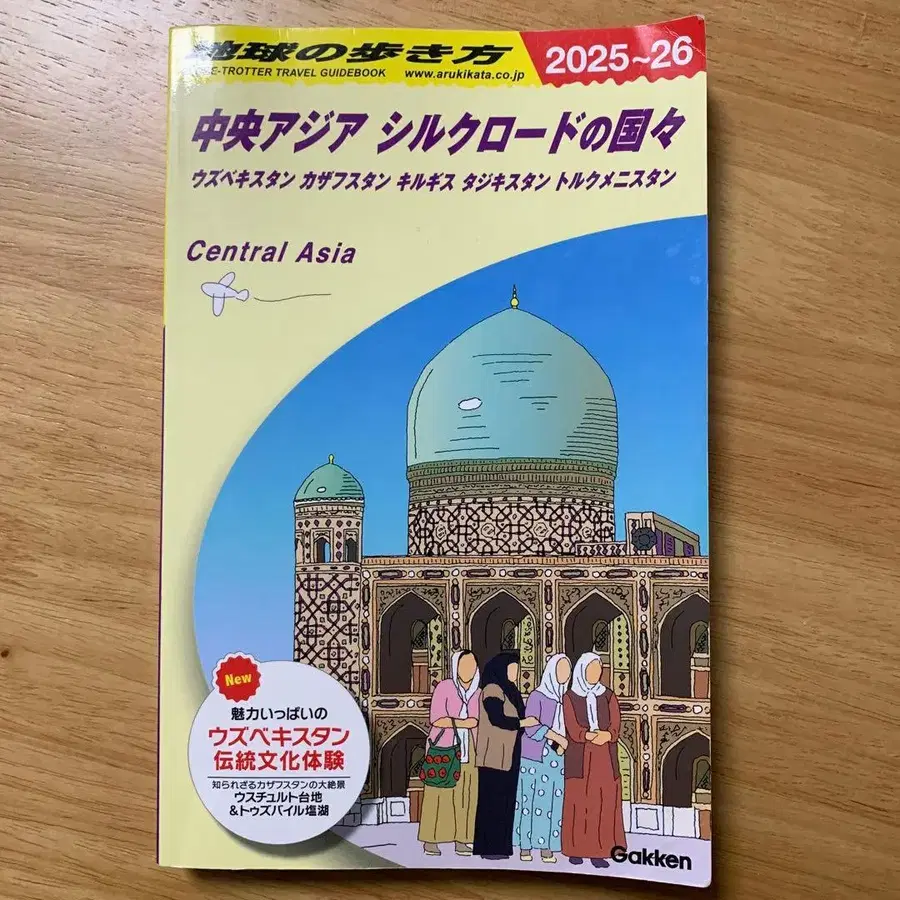 地球の歩き方
E-TROTTER TRAVEL GUIDEBOOK www.arukikata.co.jp
2025~26
中央アジア シルクロードの国々
ウズベキスタン カザフスタン キルギス タジキスタン トルクメニスタン
Central Asia
New
魅力いっぱいの
ウズベキスタン
伝統文化体験
知られざるカザフスタンの大絶景
ウスチュルト台地
&トゥズバイル塩湖
Gakken